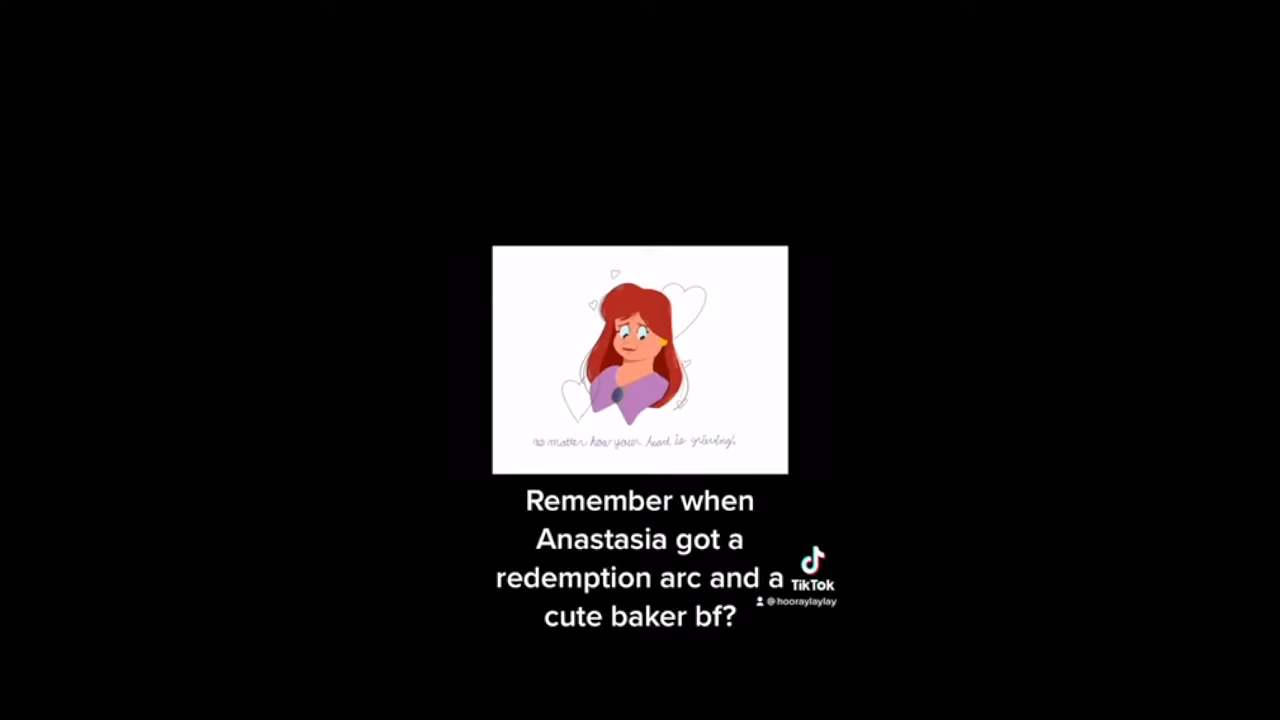 no matter how your heart is grieving,
Remember when
Anastasia got a
redemption arc and a
cute baker bf?
TikTok
@hooraylaylay